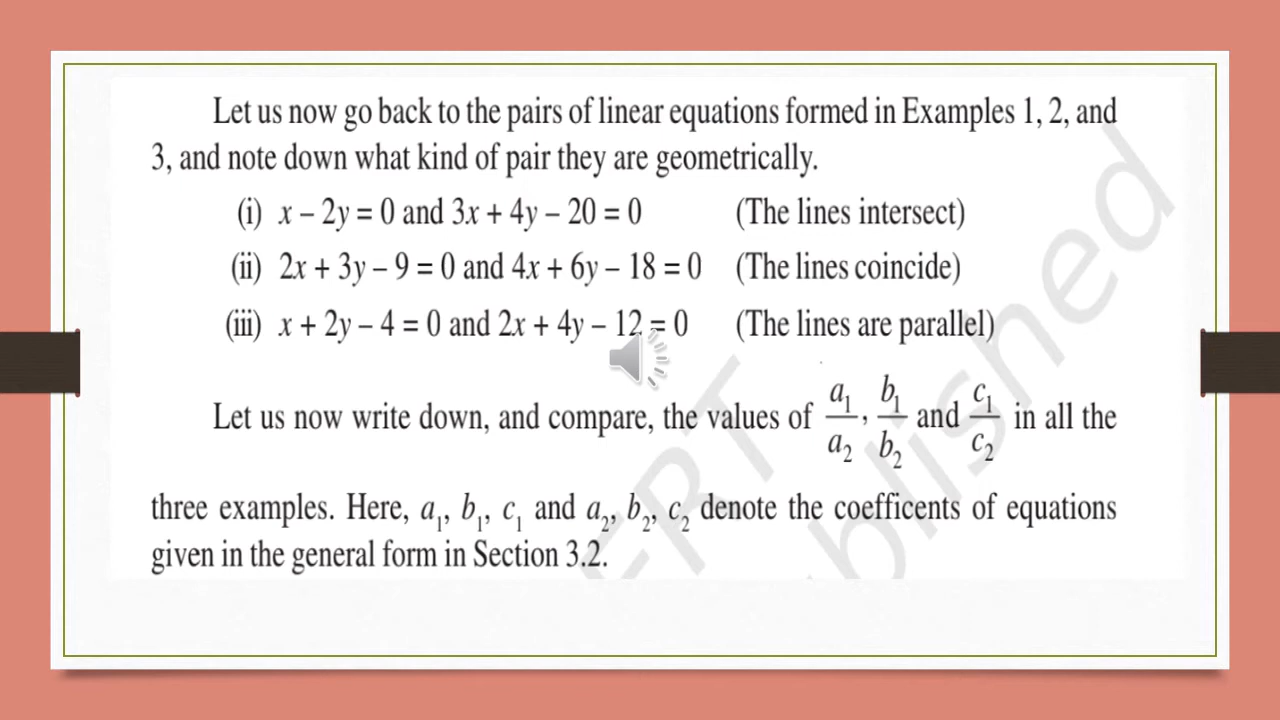 Let us now go back to the pairs of linear equations formed in Examples 1, 2, and
3, and note down what kind of pair they are geometrically.
(i) x – 2y = 0 and 3x + 4y – 20 = 0 (The lines intersect)
(ii) 2x + 3y – 9 = 0 and 4x + 6y – 18 = 0 (The lines coincide)
(iii) x + 2y – 4 = 0 and 2x + 4y – 12 = 0 (The lines are parallel)
Let us now write down, and compare, the values of a₁/a₂, b₁/b₂ and c₁/c₂ in all the
three examples. Here, a₁, b₁, c₁ and a₂, b₂, c₂ denote the coefficents of equations
given in the general form in Section 3.2.